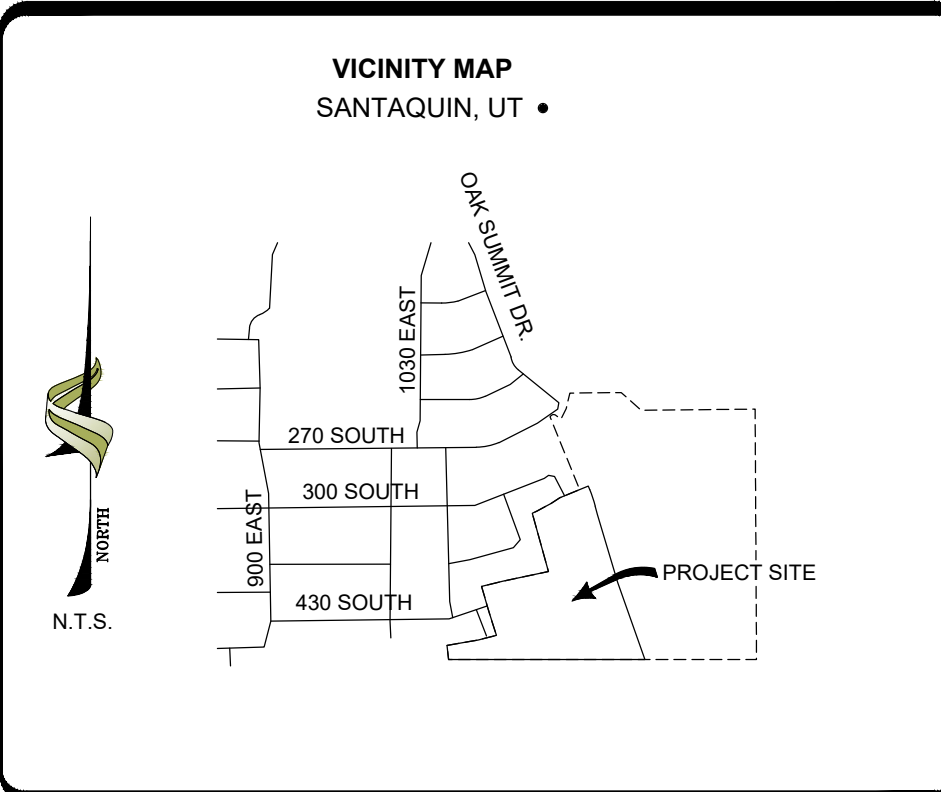 VICINITY MAP
SANTAQUIN, UT •
OAK SUMMIT DR.
1030 EAST
270 SOUTH
300 SOUTH
900 EAST
430 SOUTH
PROJECT SITE
NORTH
N.T.S.